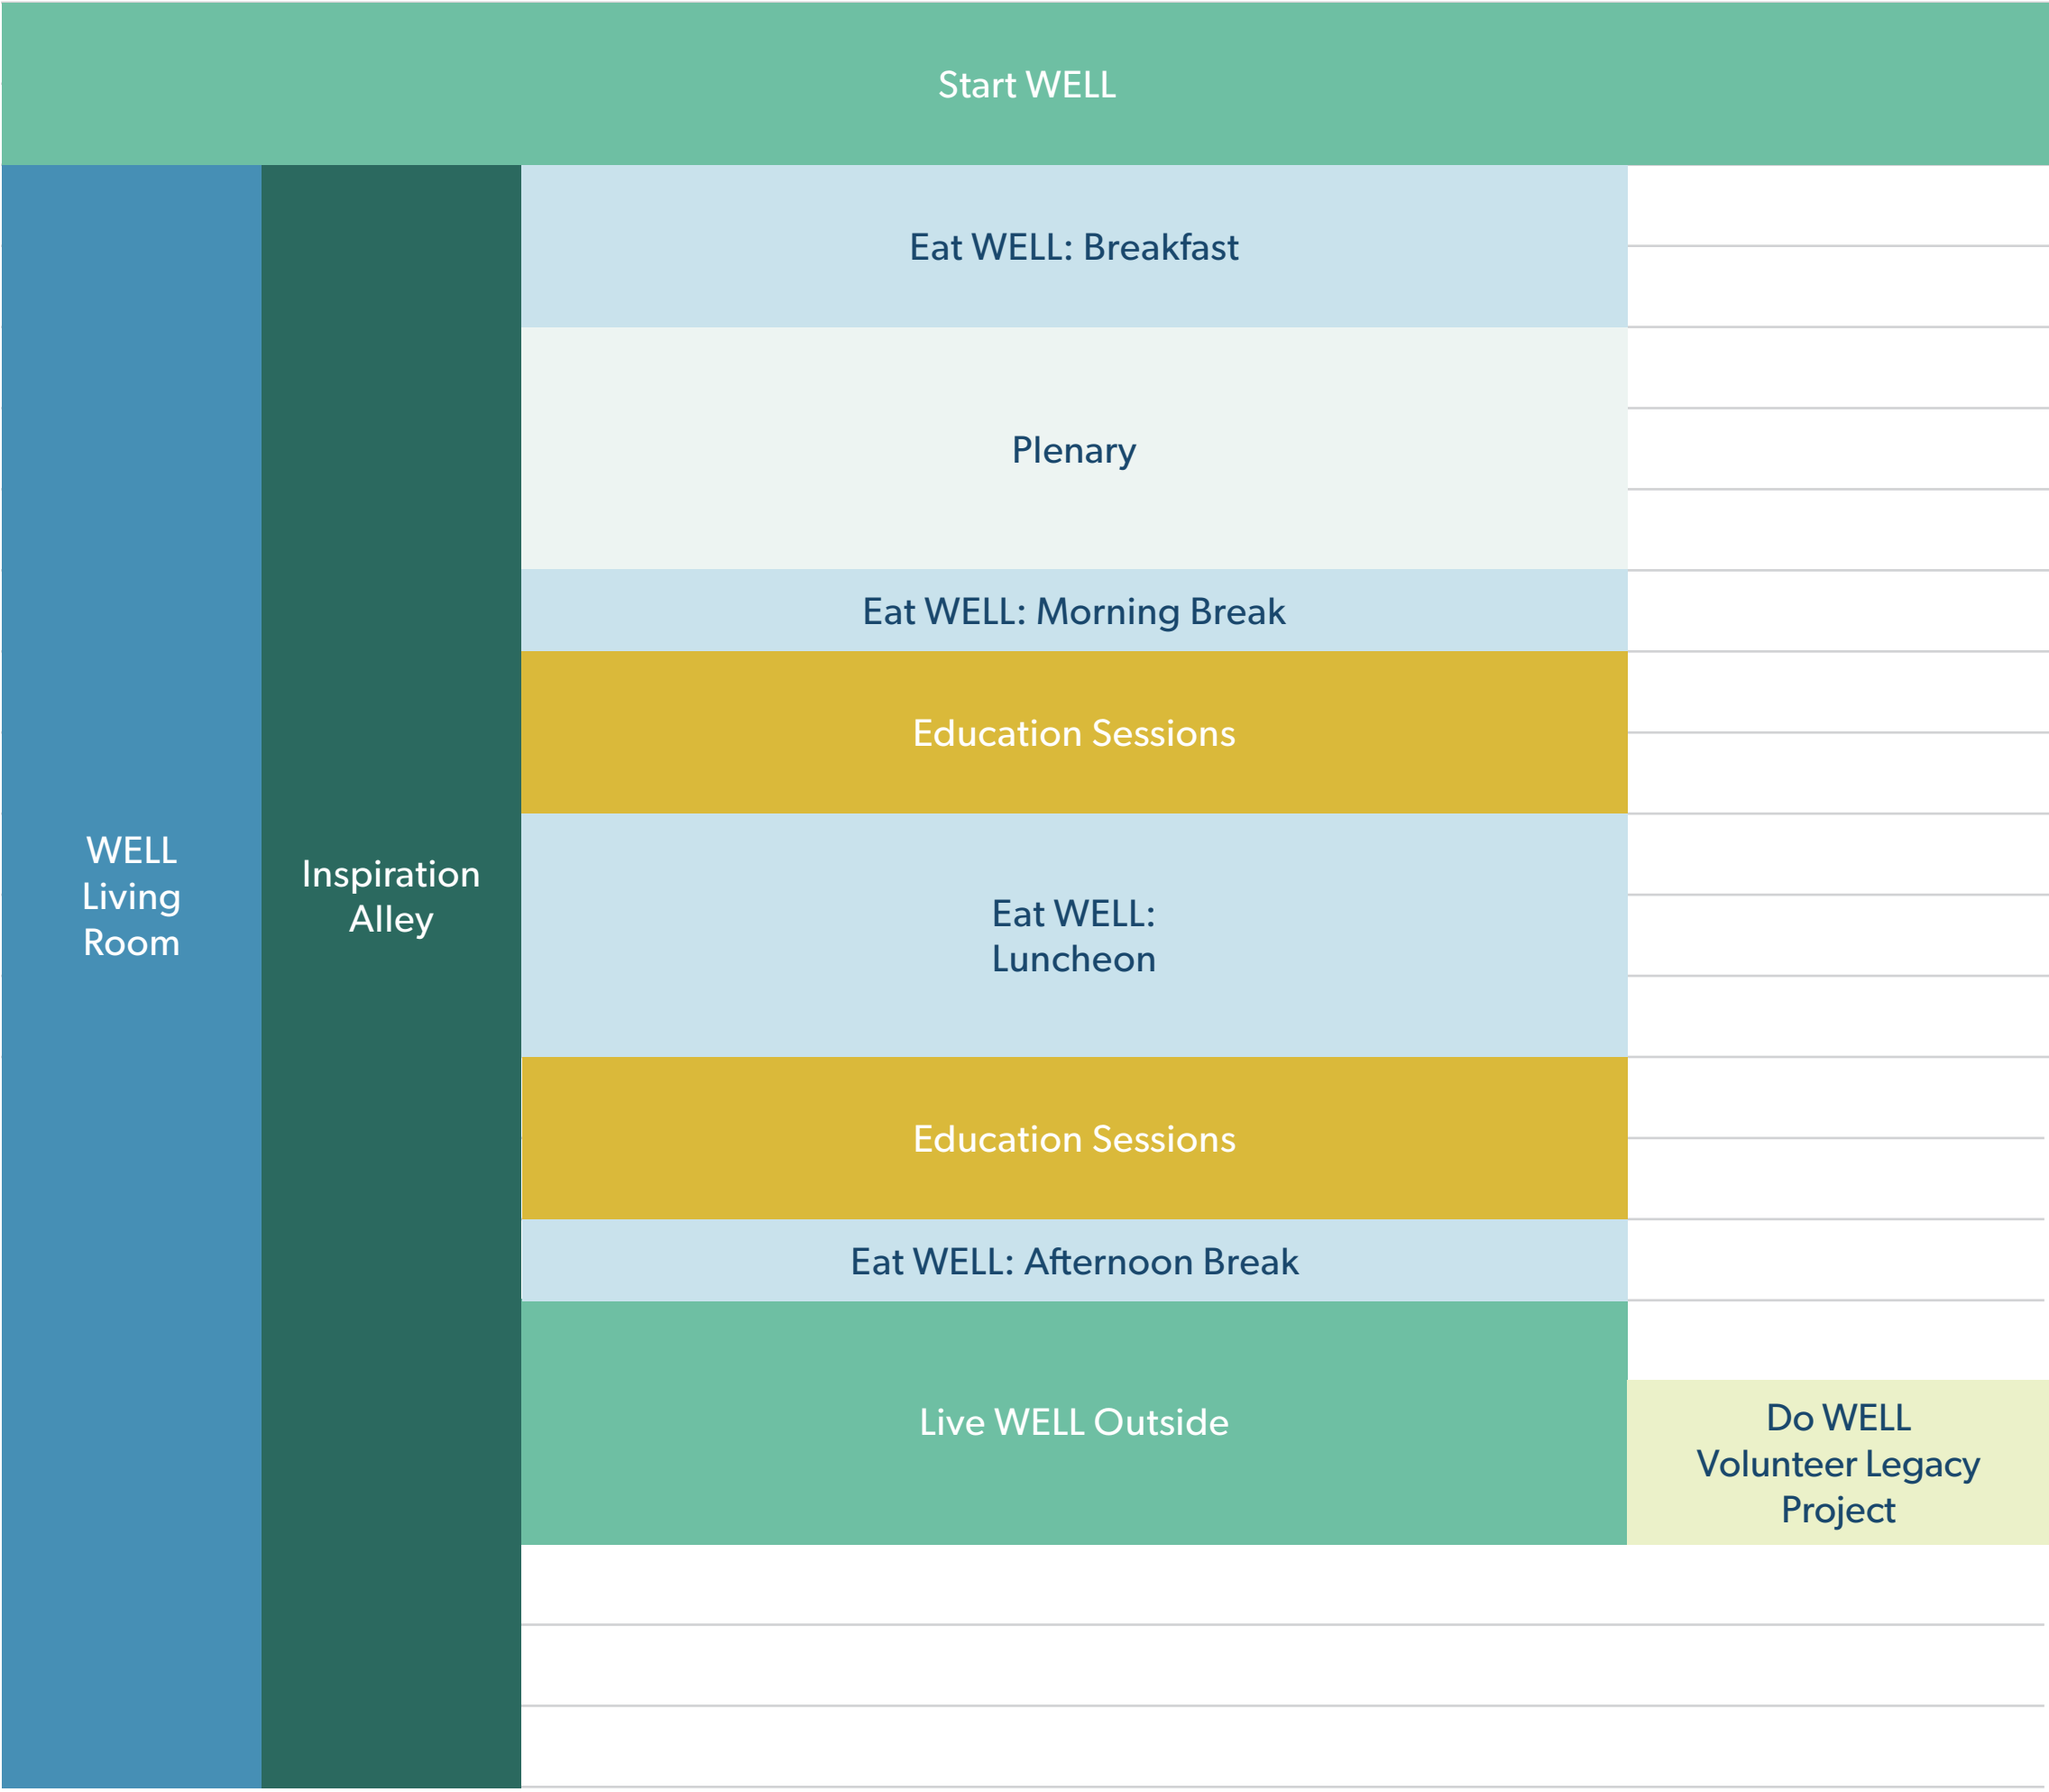 Start WELL
Eat WELL: Breakfast
Plenary
Eat WELL: Morning Break
Education Sessions
WELL
Living
Room
Inspiration
Alley
Eat WELL:
Luncheon
Education Sessions
Eat WELL: Afternoon Break
Live WELL Outside
Do WELL
Volunteer Legacy
Project